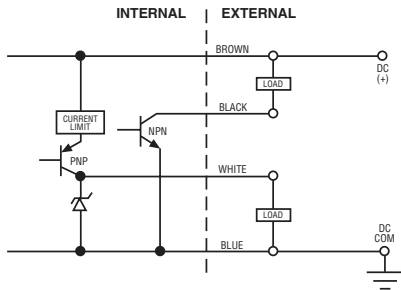 INTERNAL EXTERNAL
BROWN
DC
(+)
LOAD
BLACK
CURRENT
LIMIT
NPN
PNP
WHITE
LOAD
DC
COM
BLUE